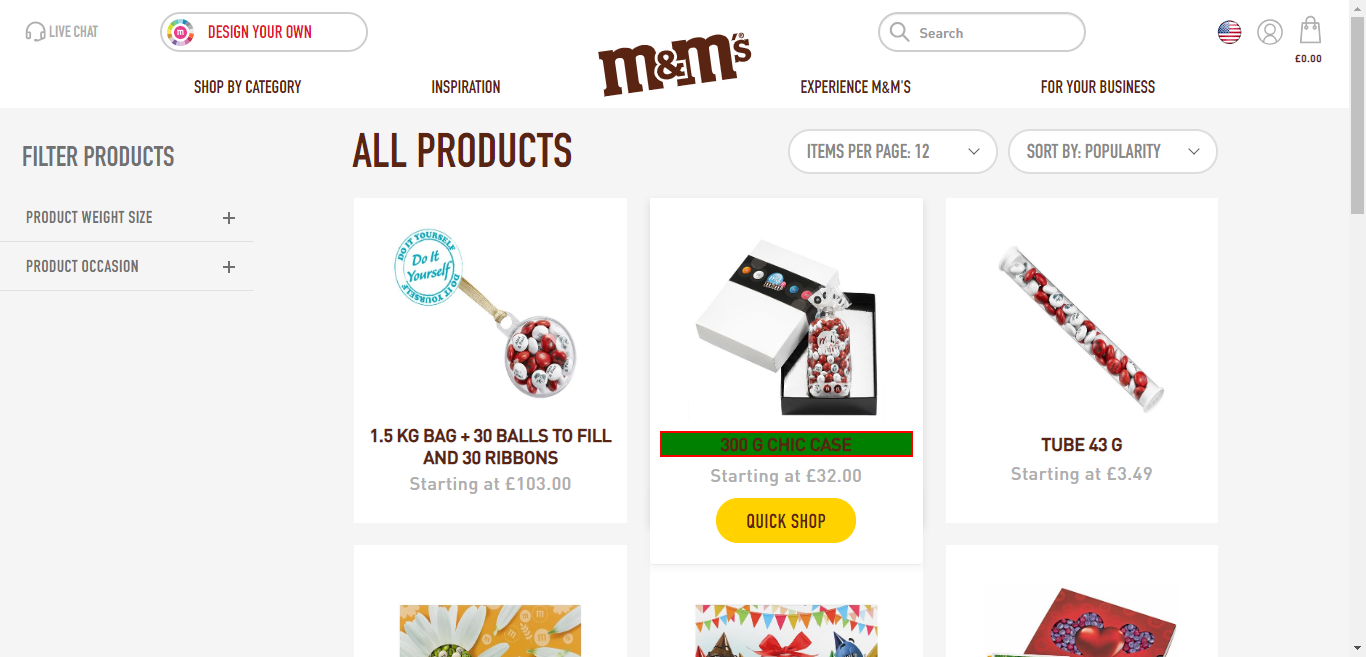 LIVE CHAT
DESIGN YOUR OWN
m&m's
Search
£0.00
SHOP BY CATEGORY
INSPIRATION
EXPERIENCE M&M'S
FOR YOUR BUSINESS
FILTER PRODUCTS
PRODUCT WEIGHT SIZE
PRODUCT OCCASION
ALL PRODUCTS
ITEMS PER PAGE: 12
SORT BY: POPULARITY
DO IT YOURSELF
Do It
Yourself
DO IT YOURSELF
1.5 KG BAG + 30 BALLS TO FILL
AND 30 RIBBONS
Starting at £103.00
300 G CHIC CASE
Starting at £32.00
QUICK SHOP
TUBE 43 G
Starting at £3.49